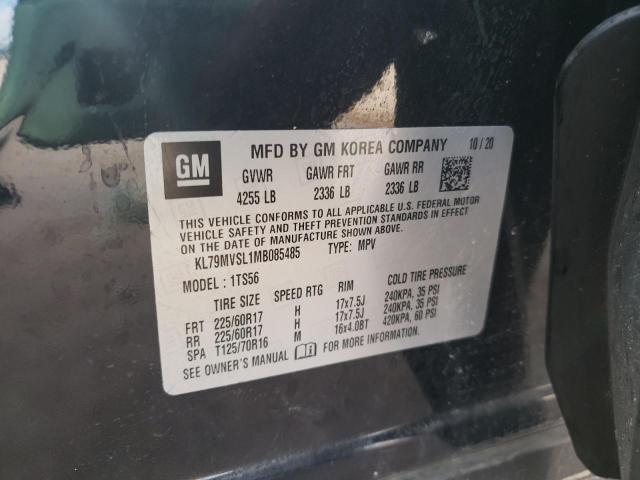 GM MFD BY GM KOREA COMPANY 10/20
GVWR GAWR FRT GAWR RR
4255 LB 2336 LB 2336 LB
THIS VEHICLE CONFORMS TO ALL APPLICABLE U.S. FEDERAL MOTOR
VEHICLE SAFETY AND THEFT PREVENTION STANDARDS IN EFFECT
ON THE DATE OF MANUFACTURE SHOWN ABOVE.
KL79MVSL1MB085485 TYPE: MPV
MODEL: 1TS56
TIRE SIZE SPEED RTG RIM COLD TIRE PRESSURE
FRT 225/60R17 H 17x7.5J 240KPA, 35 PSI
RR 225/60R17 H 17x7.5J 240KPA, 35 PSI
SPA T125/70R16 M 16x4.0BT 420KPA, 60 PSI
SEE OWNER'S MANUAL FOR MORE INFORMATION.